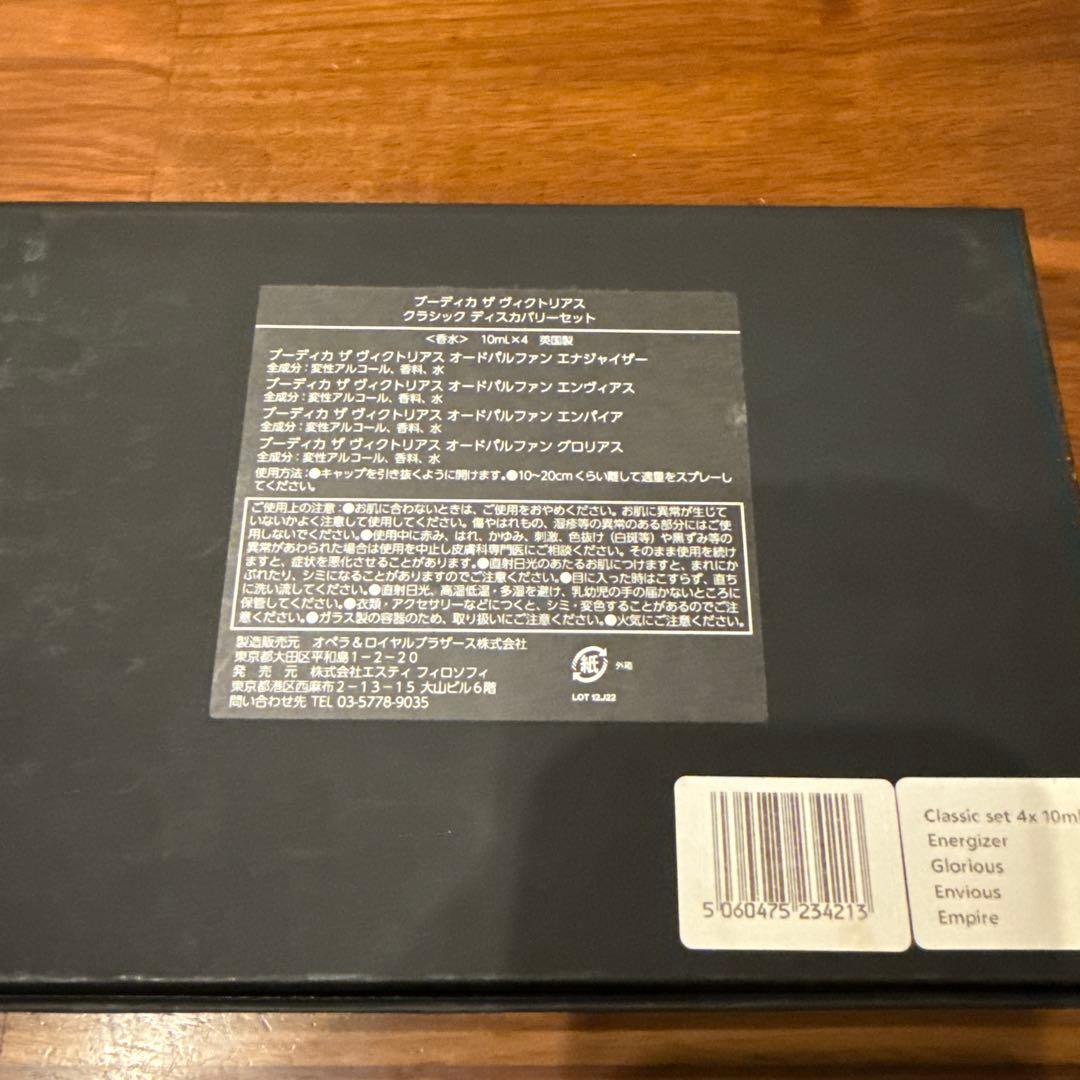 ブーディカ ザ ヴィクトリアス
クラシック ディスカバリーセット
<香水> 10mL×4 英国製
ブーディカ ザ ヴィクトリアス オードパルファン エナジャイザー
全成分：変性アルコール、香料、水
ブーディカ ザ ヴィクトリアス オードパルファン エンヴィアス
全成分：変性アルコール、香料、水
ブーディカ ザ ヴィクトリアス オードパルファン エンパイア
全成分：変性アルコール、香料、水
ブーディカ ザ ヴィクトリアス オードパルファン グロリアス
全成分：変性アルコール、香料、水
使用方法：●キャップを引き抜くように開けます。●10〜20cmくらい離して適量をスプレーし
てください。
ご使用上の注意：●お肌に合わないときは、ご使用をおやめください。お肌に異常が生じて
いないかよく注意して使用してください。傷やはれもの、湿疹等の異常のある部分にはご使
用しないでください。●使用中に赤み、はれ、かゆみ、刺激、色抜け（白斑等）や黒ずみ等の
異常があわられた場合は使用を中止し皮膚科専門医にご相談ください。そのまま使用を続け
ますと、症状を悪化させることがあります。●直射日光のあたるお肌につけますと、まれにか
ぶれたり、シミになることがありますのでご注意ください。●目に入った時はこすらず、直ち
に洗い流してください。●直射日光、高温低温・多湿を避け、乳幼児の手の届かないところに
保管してください。●衣類・アクセサリーなどにつくと、シミ・変色することがあるのでご注
意ください。●ガラス製の容器のため、取り扱いにご注意ください。●火気にご注意ください。
製造販売元 オペラ＆ロイヤルブラザース株式会社
東京都大田区平和島1-2-20
発 売 元 株式会社エスティ フィロソフィ
東京都港区西麻布2-13-15 大山ビル6階
問い合わせ先 TEL 03-5778-9035
紙 外箱
LOT 12J22
5 060475 234213
Classic set 4x 10ml
Energizer
Glorious
Envious
Empire